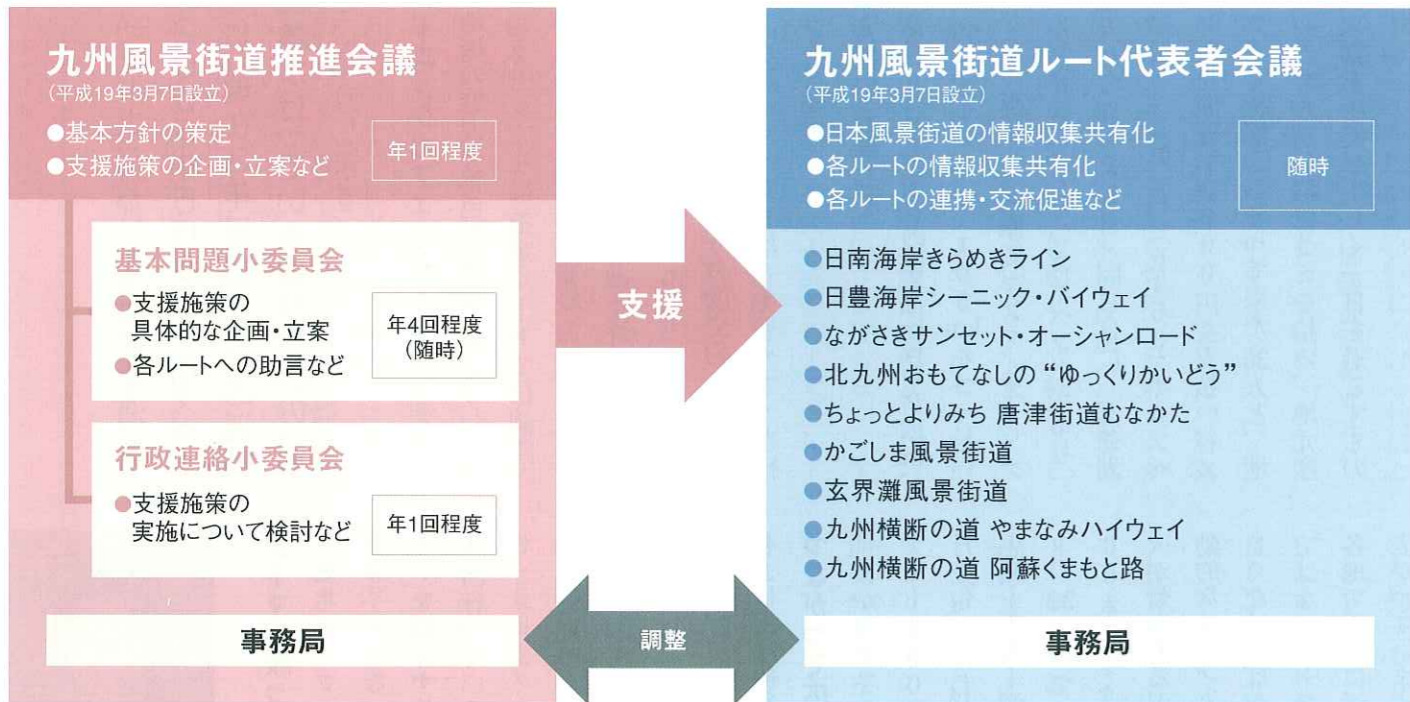 九州風景街道推進会議
(平成19年3月7日設立)
●基本方針の策定
●支援施策の企画・立案など
年1回程度
基本問題小委員会
●支援施策の
具体的な企画・立案
●各ルートへの助言など
年4回程度
(随時)
行政連絡小委員会
●支援施策の
実施について検討など
年1回程度
事務局
支援
調整
九州風景街道ルート代表者会議
(平成19年3月7日設立)
●日本風景街道の情報収集共有化
●各ルートの情報収集共有化
●各ルートの連携・交流促進など
随時
●日南海岸きらめきライン
●日豊海岸シーニック・バイウェイ
●ながさきサンセット・オーシャンロード
●北九州おもてなしの“ゆっくりかいどう”
●ちょっとよりみち 唐津街道むなかた
●かごしま風景街道
●玄界灘風景街道
●九州横断の道 やまなみハイウェイ
●九州横断の道 阿蘇くまもと路
事務局